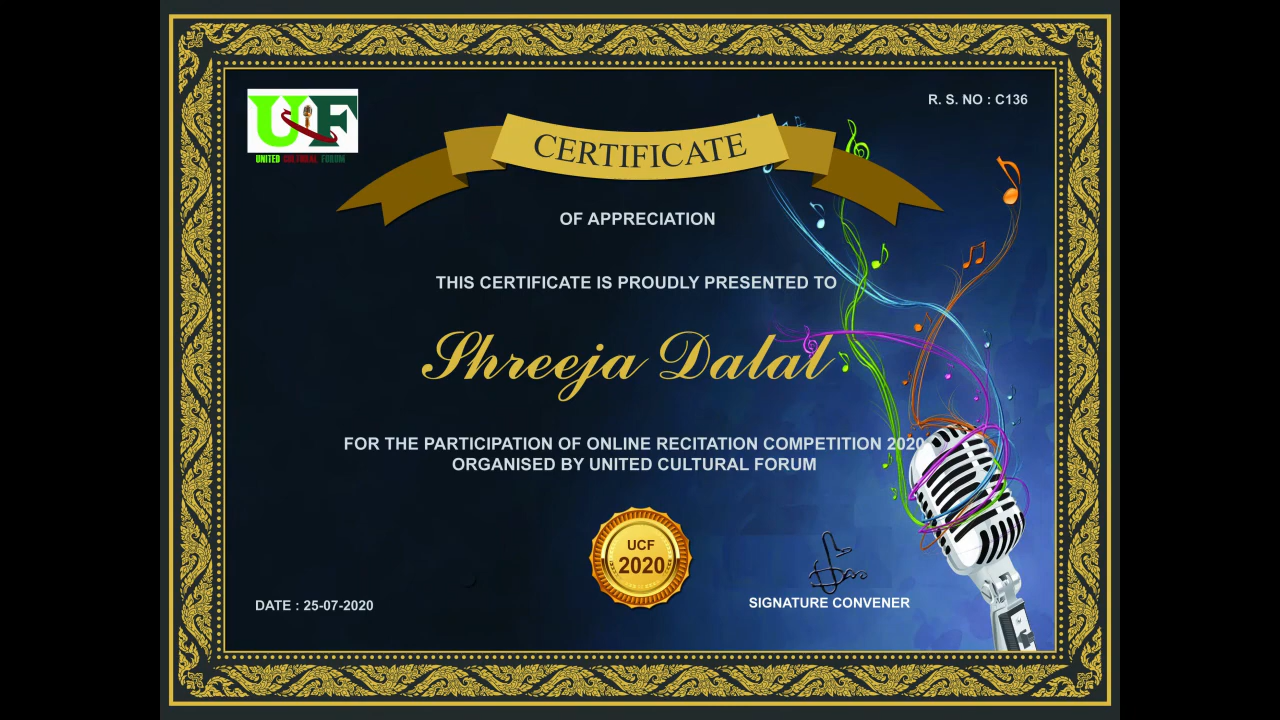 UIF
UNITED CULTURAL FORUM
R. S. NO : C136
CERTIFICATE
OF APPRECIATION
THIS CERTIFICATE IS PROUDLY PRESENTED TO
Shreeja Dalal
FOR THE PARTICIPATION OF ONLINE RECITATION COMPETITION 2020
ORGANISED BY UNITED CULTURAL FORUM
UCF
2020
DATE : 25-07-2020
SIGNATURE CONVENER